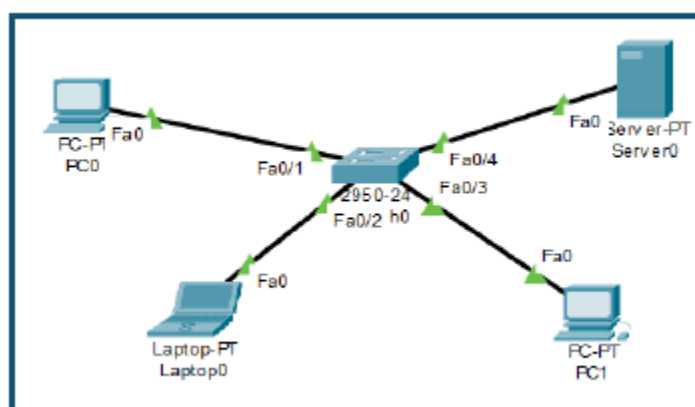 Fa0
PC-PT
PC0
Fa0/1
Fa0
Server-PT
Server0
Fa0/4
2950-24
Fa0/3
Fa0/2
h0
Fa0
Laptop-PT
Laptop0
Fa0
PC-PT
PC1